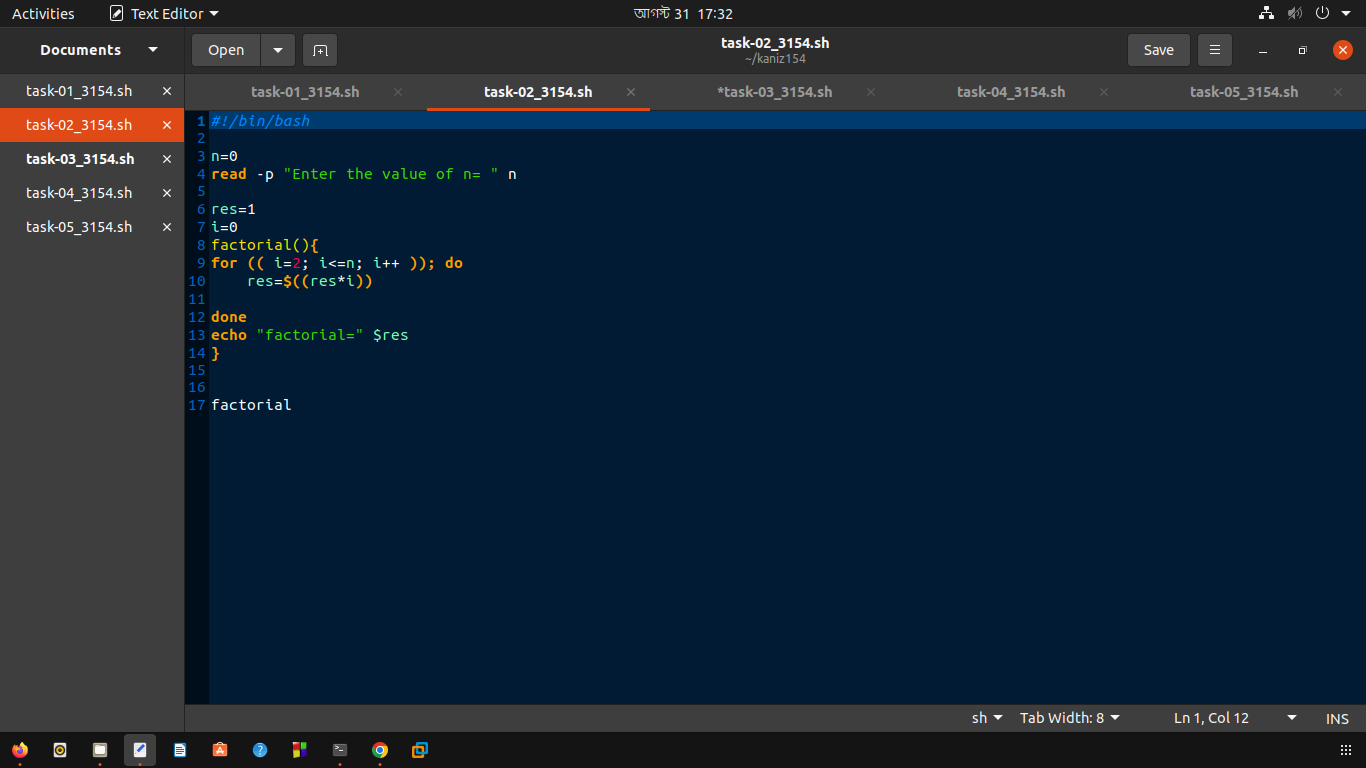 Activities Text Editor আগস্ট 31 17:32
Documents Open task-02_3154.sh Save
~/kaniz154
task-01_3154.sh task-01_3154.sh task-02_3154.sh *task-03_3154.sh task-04_3154.sh task-05_3154.sh
task-02_3154.sh
task-03_3154.sh
task-04_3154.sh
task-05_3154.sh
1 #!/bin/bash
2
3 n=0
4 read -p "Enter the value of n= " n
5
6 res=1
7 i=0
8 factorial(){
9 for (( i=2; i<=n; i++ )); do
10     res=$((res*i))
11
12 done
13 echo "factorial=" $res
14 }
15
16
17 factorial
sh Tab Width: 8 Ln 1, Col 12 INS